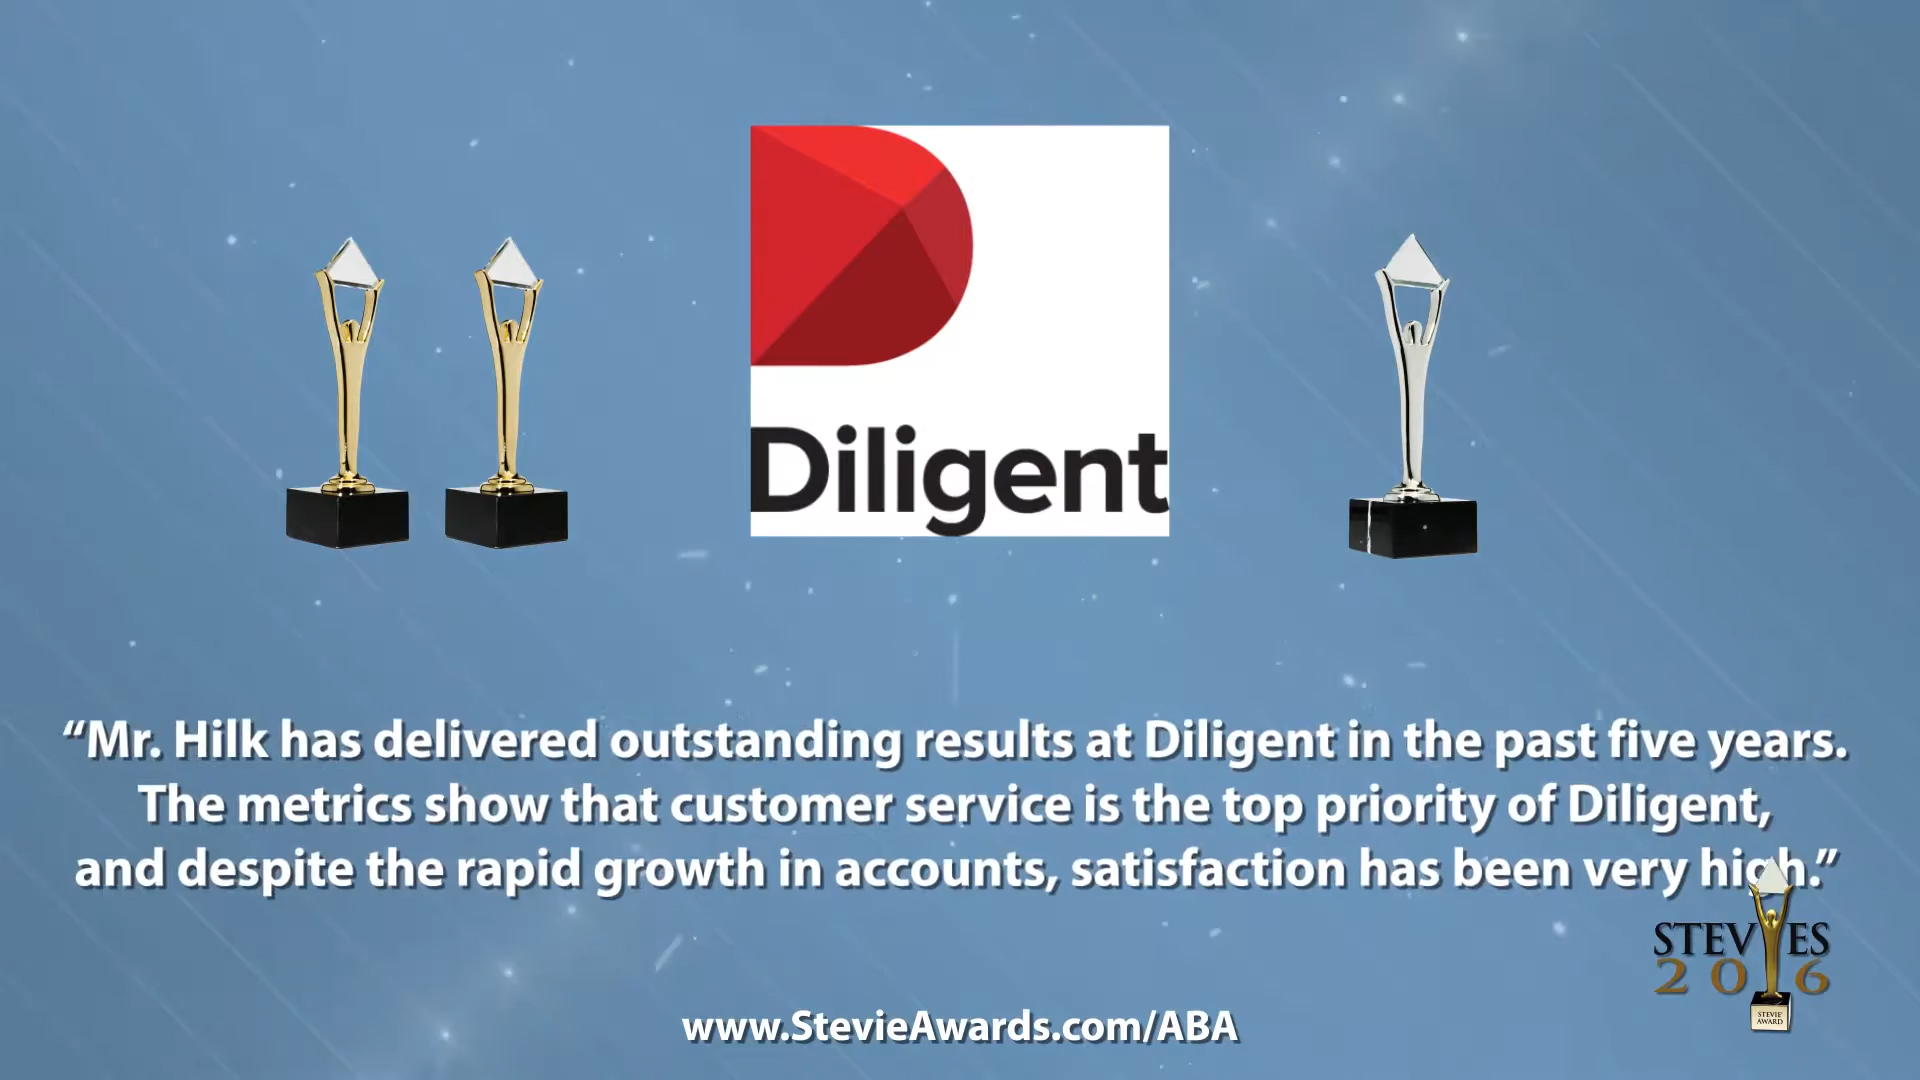 Diligent
“Mr. Hilk has delivered outstanding results at Diligent in the past five years.
The metrics show that customer service is the top priority of Diligent,
and despite the rapid growth in accounts, satisfaction has been very high.”
STEVIES
2016
STEVIE®
AWARD
www.StevieAwards.com/ABA